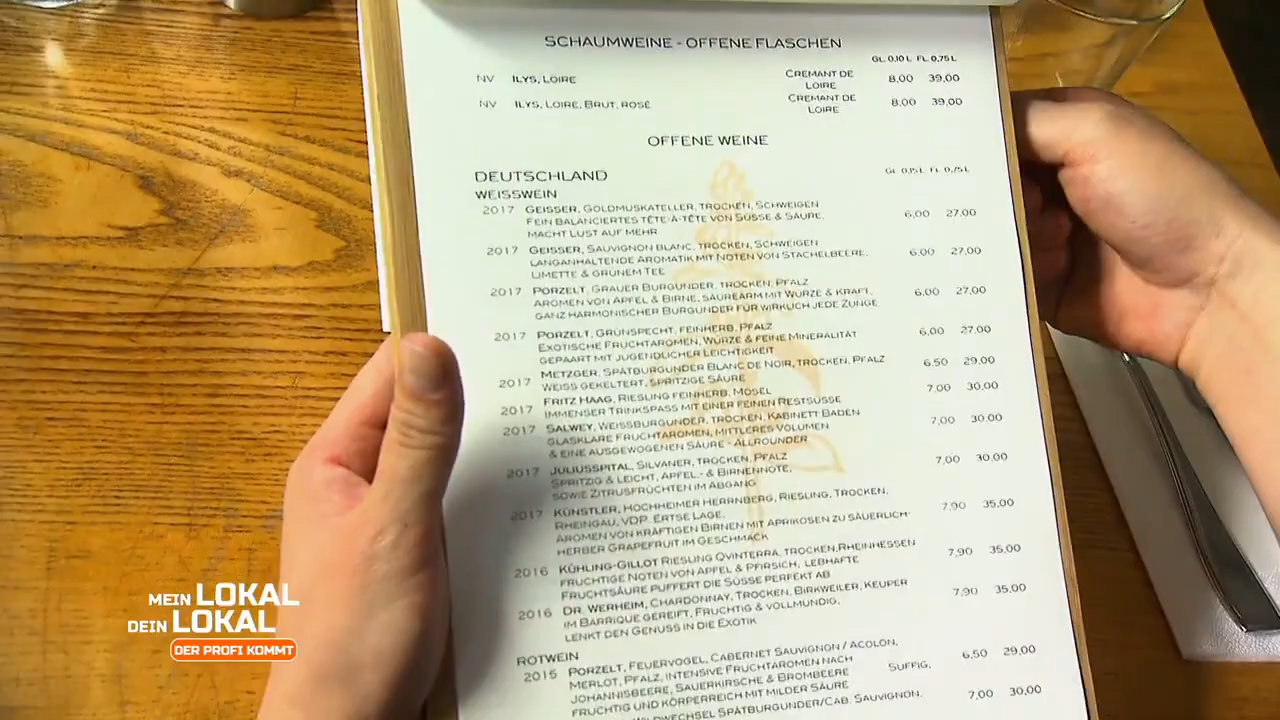 SCHAUMWEINE - OFFENE FLASCHEN
GL. 0,10 L FL. 0,75 L
NV ILYS, LOIRE CREMANT DE LOIRE 8,00 39,00
NV ILYS, LOIRE, BRUT, ROSÉ CREMANT DE LOIRE 8,00 39,00
OFFENE WEINE
DEUTSCHLAND GL. 0,15 L FL. 0,75 L
WEISSWEIN
2017 GEISSER, GOLDMUSKATELLER, TROCKEN, SCHWEIGEN
FEIN BALANCIERTES TÊTE-À-TÊTE VON SÜSSE & SÄURE, 6,00 27,00
MACHT LUST AUF MEHR
2017 GEISSER, SAUVIGNON BLANC, TROCKEN, SCHWEIGEN
LANGANHALTENDE AROMATIK MIT NOTEN VON STACHELBEERE, 6,00 27,00
LIMETTE & GRÜNEM TEE
2017 PORZELT, GRAUER BURGUNDER, TROCKEN, PFALZ
AROMEN VON APFEL & BIRNE, SÄUREARM MIT WÜRZE & KRAFT, 6,00 27,00
GANZ HARMONISCHER BURGUNDER FÜR WIRKLICH JEDE ZUNGE
2017 PORZELT, GRÜNSPECHT, FEINHERB, PFALZ
EXOTISCHE FRUCHTAROMEN, WÜRZE & FEINE MINERALITÄT 6,00 27,00
GEPAART MIT JUGENDLICHER LEICHTIGKEIT
METZGER, SPÄTBURGUNDER BLANC DE NOIR, TROCKEN, PFALZ 6,50 29,00
2017 WEISS GEKELTERT, SPRITZIGE SÄURE
FRITZ HAAG, RIESLING FEINHERB, MOSEL 7,00 30,00
2017 IMMENSER TRINKSPASS MIT EINER FEINEN RESTSÜSSE
2017 SALWEY, WEISSBURGUNDER, TROCKEN, KABINETT BADEN
GLASKLARE FRUCHTAROMEN, MITTLERES VOLUMEN 7,00 30,00
& EINE AUSGEWOGENEN SÄURE - ALLROUNDER
2017 JULIUSSPITAL, SILVANER, TROCKEN, PFALZ
SPRITZIG & LEICHT, APFEL- & BIRNENNOTE, 7,00 30,00
SOWIE ZITRUSFRÜCHTEN IM ABGANG
2017 KÜNSTLER, HOCHHEIMER HERRNBERG, RIESLING, TROCKEN,
RHEINGAU, VDP. ERTSE LAGE, 7,90 35,00
AROMEN VON KRÄFTIGEN BIRNEN MIT APRIKOSEN ZU SÄUERLICH-
HERBER GRAPEFRUIT IM GESCHMACK
2016 KÜHLING-GILLOT RIESLING QVINTERRA, TROCKEN, RHEINHESSEN 7,90 35,00
FRUCHTIGE NOTEN VON APFEL & PFIRSICH, LEBHAFTE
FRUCHTSÄURE PUFFERT DIE SÜSSE PERFEKT AB
2016 DR. WERHEIM, CHARDONNAY, TROCKEN, BIRKWEILER, KEUPER 7,90 35,00
IM BARRIQUE GEREIFT, FRUCHTIG & VOLLMUNDIG,
LENKT DEN GENUSS IN DIE EXOTIK
ROTWEIN
2015 PORZELT, FEUERVOGEL, CABERNET SAUVIGNON / ACOLON,
MERLOT, PFALZ, INTENSIVE FRUCHTAROMEN NACH SÜFFIG, 6,50 29,00
JOHANNISBEERE, SAUERKIRSCHE & BROMBEERE
FRUCHTIG UND KÖRPERREICH MIT MILDER SÄURE
WILDWECHSEL SPÄTBURGUNDER/CAB. SAUVIGNON, 7,00 30,00
MEIN LOKAL
DEIN LOKAL
DER PROFI KOMMT